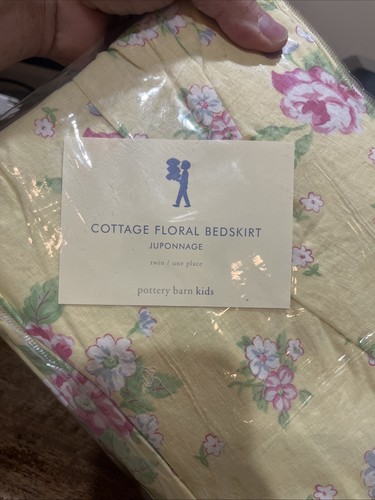 COTTAGE FLORAL BEDSKIRT
JUPONNAGE
twin / une place
pottery barn kids